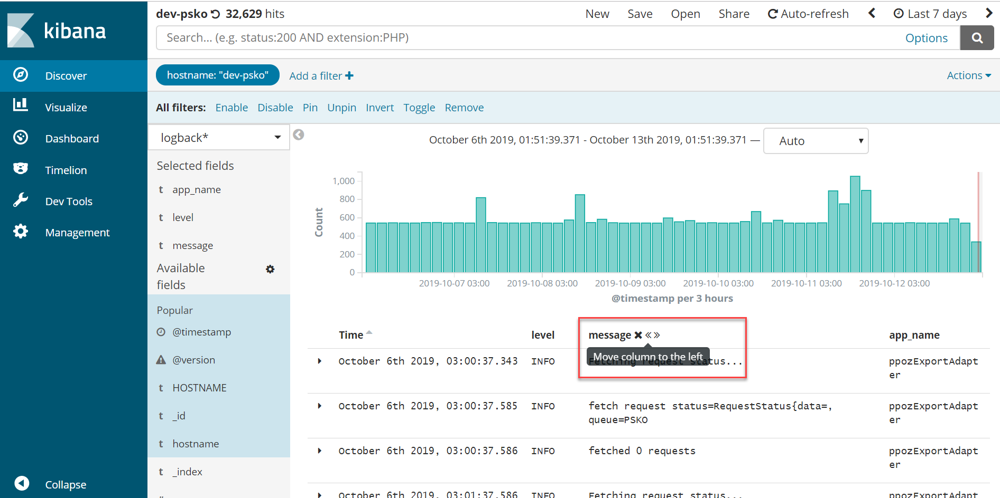 kibana
Discover
Visualize
Dashboard
Timelion
Dev Tools
Management
Collapse
dev-psko 32,629 hits
New Save Open Share Auto-refresh Last 7 days
Search... (e.g. status:200 AND extension:PHP) Options
hostname: "dev-psko" Add a filter Actions
All filters: Enable Disable Pin Unpin Invert Toggle Remove
logback*
Selected fields
t app_name
t level
t message
Available
fields
Popular
@timestamp
@version
t HOSTNAME
t _id
t hostname
t _index
October 6th 2019, 01:51:39.371 - October 13th 2019, 01:51:39.371 — Auto
Count
1,000
800
600
400
200
0
2019-10-07 03:00 2019-10-08 03:00 2019-10-09 03:00 2019-10-10 03:00 2019-10-11 03:00 2019-10-12 03:00
@timestamp per 3 hours
Time level message app_name
Move column to the left
October 6th 2019, 03:00:37.343 INFO Fetching request status... ppozExportAdapt
er
October 6th 2019, 03:00:37.585 INFO fetch request status=RequestStatus{data=, ppozExportAdapt
queue=PSKO er
October 6th 2019, 03:00:37.586 INFO fetched 0 requests ppozExportAdapt
er
October 6th 2019, 03:01:37.586 INFO Fetching request status... ppozExportAdapt